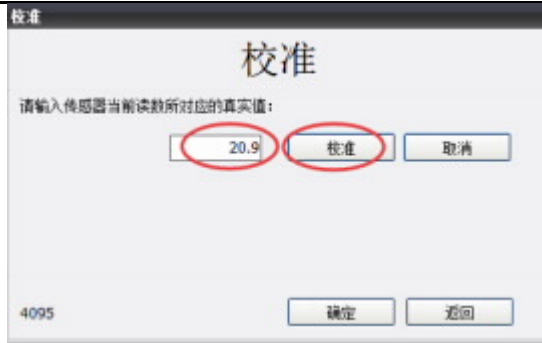 校准
校准
请输入传感器当前读数所对应的真实值：
20.9 校准 取消
4095 确定 返回